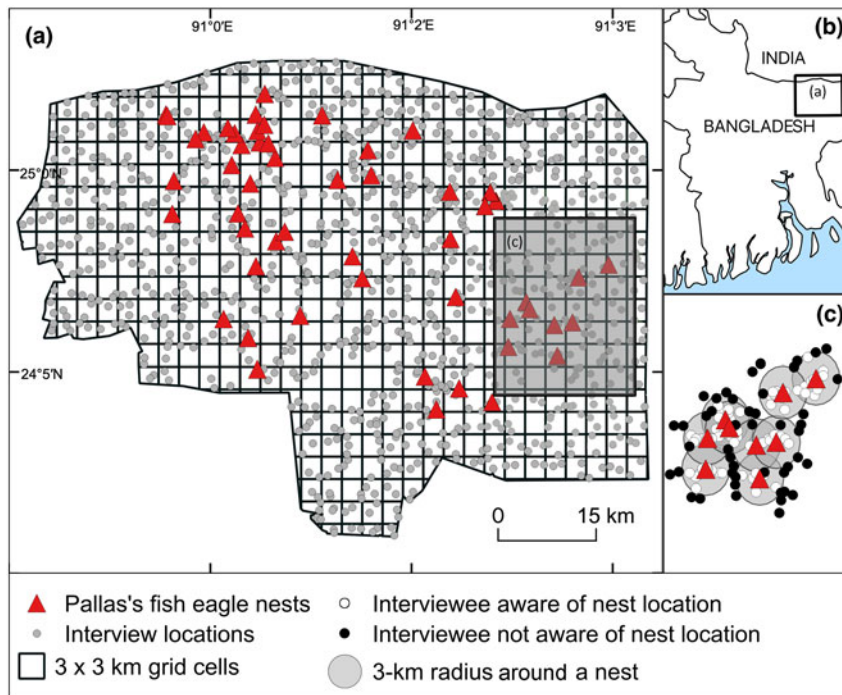 (a)
91°0'E
91°2'E
91°3'E
(b)
INDIA
(a)
BANGLADESH
25°0'N
(c)
(c)
24°5'N
0 15 km
Pallas's fish eagle nests
Interview locations
3 x 3 km grid cells
Interviewee aware of nest location
Interviewee not aware of nest location
3-km radius around a nest